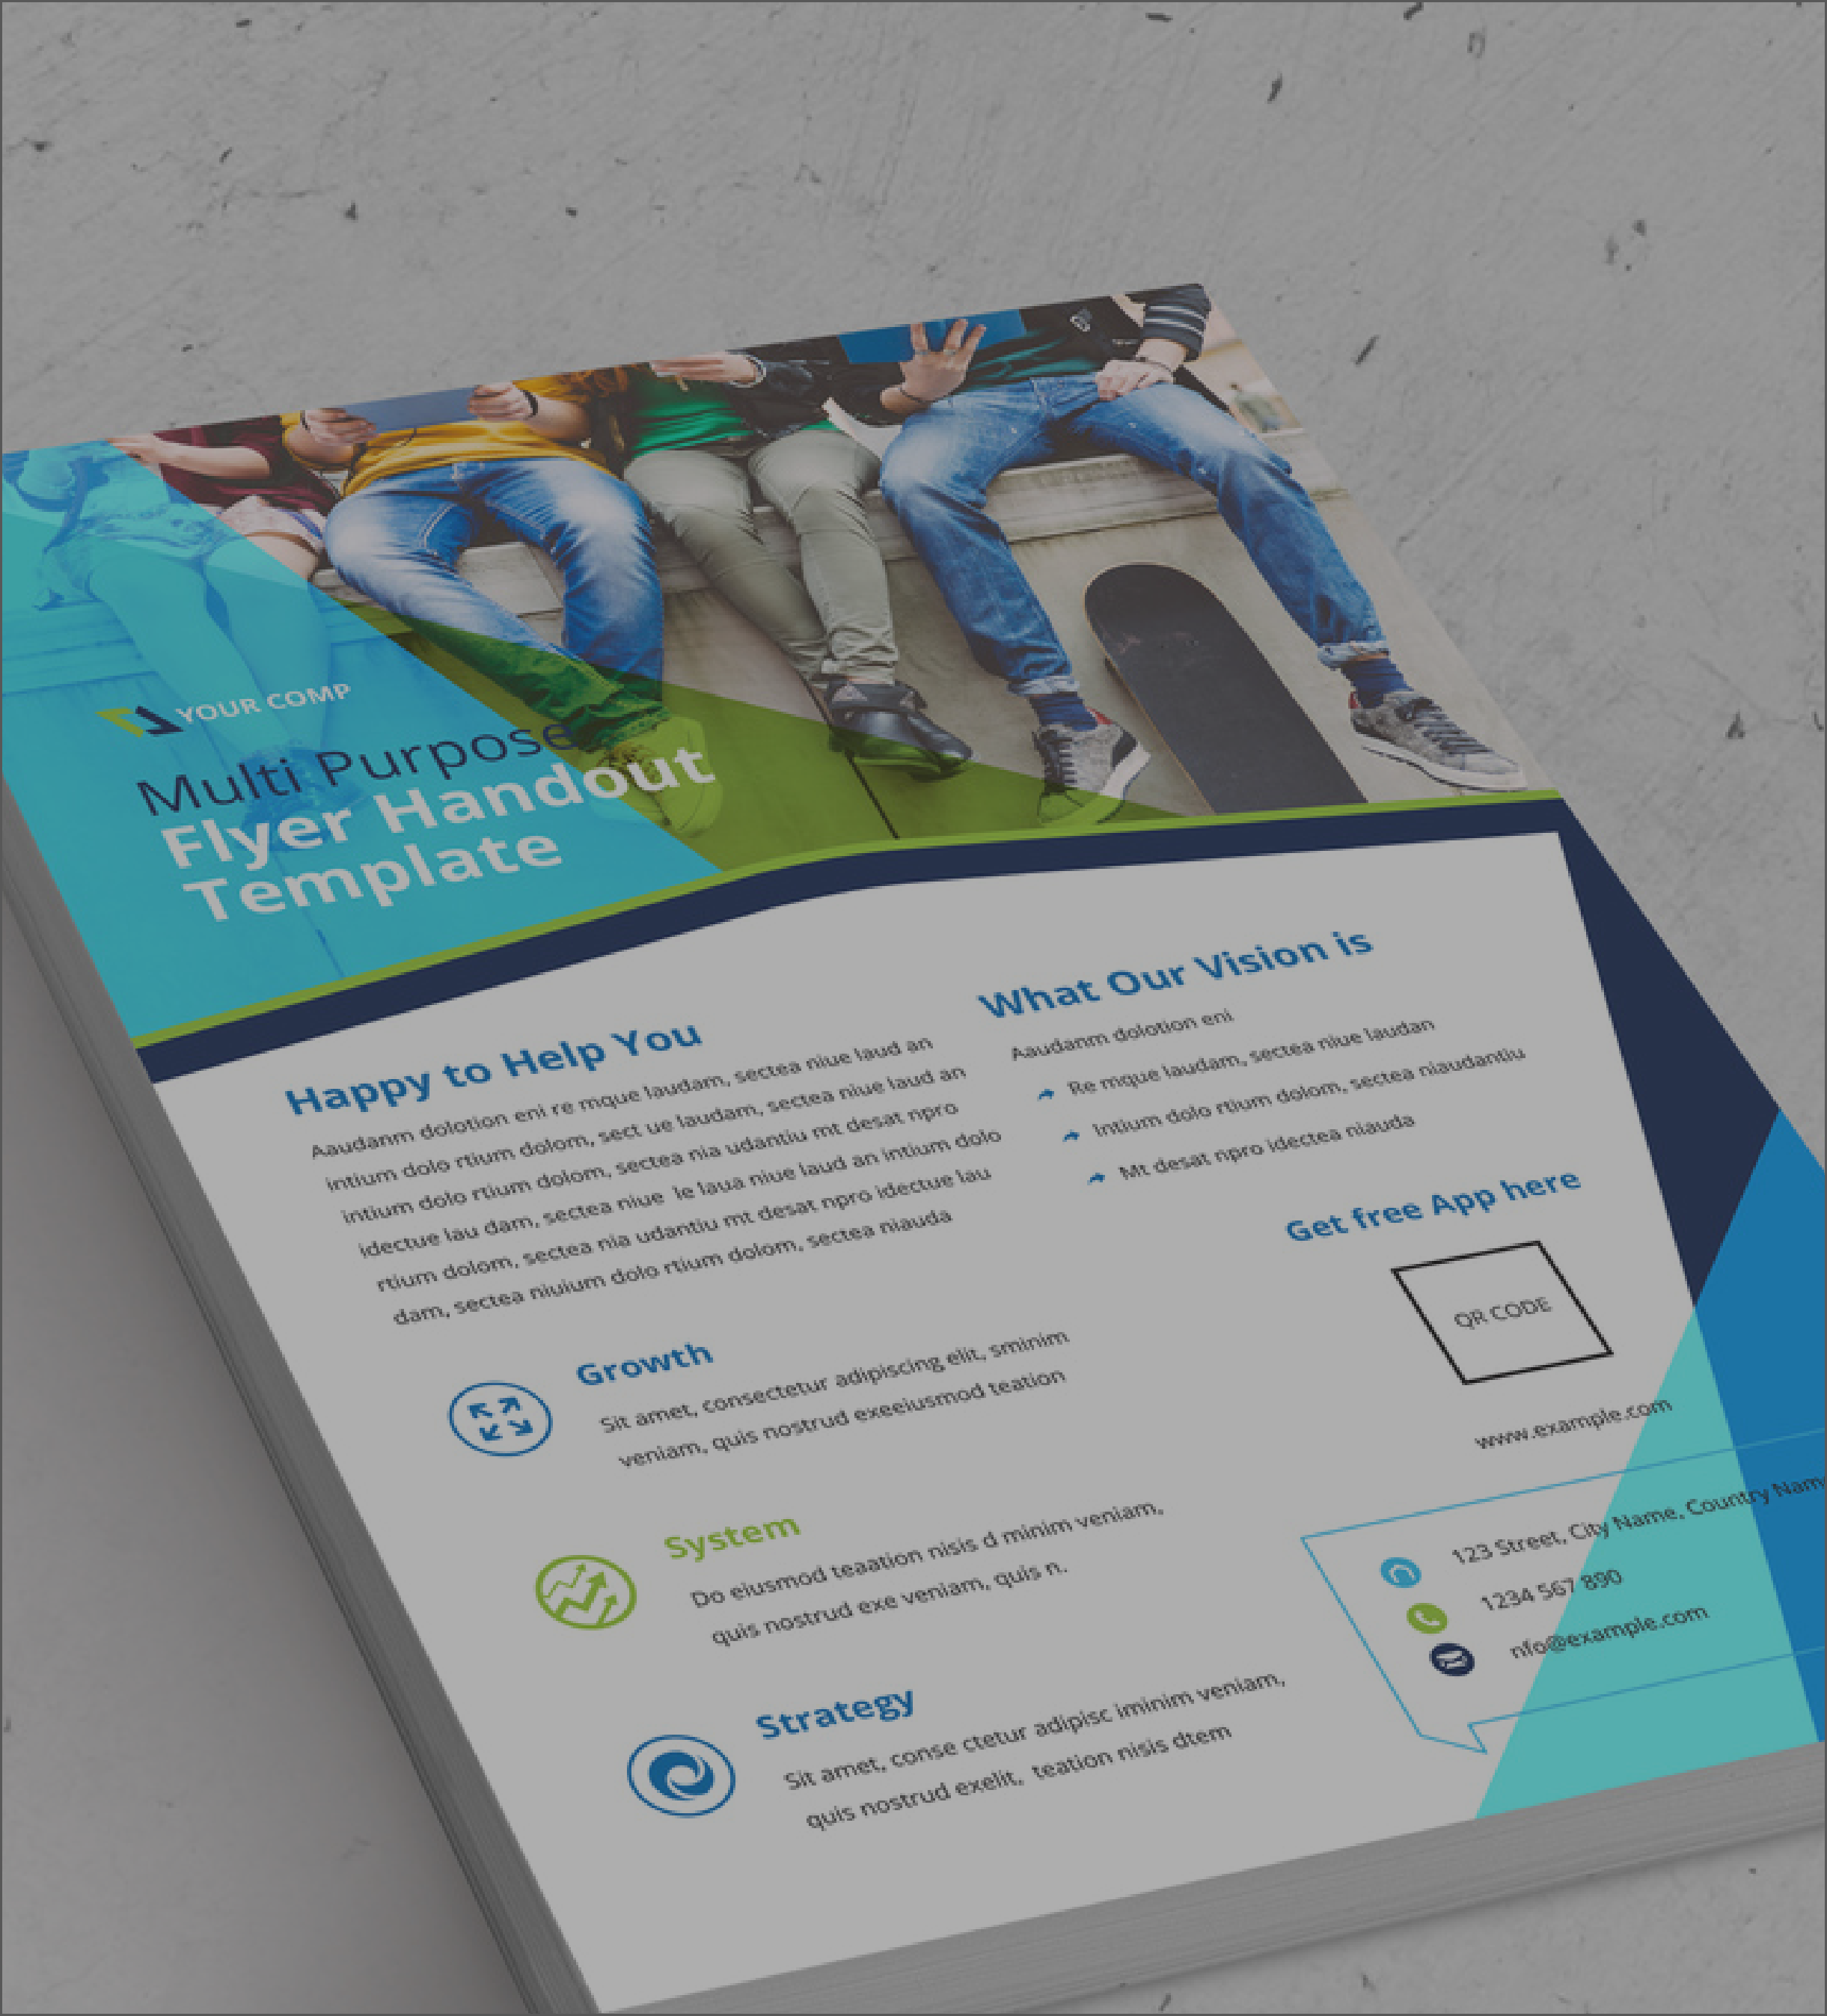 YOUR COMP
Multi Purpose
Flyer Handout
Template
Happy to Help You
Aaudanm dolotion eni re mque laudam, sectea niue laud an
intium dolo rtium dolom, sect ue laudam, sectea niue laud an
intium dolo rtium dolom, sectea nia udantiu mt desat npro
idectue lau dam, sectea niue le laua niue laud an intium dolo
rtium dolom, sectea nia udantiu mt desat npro idectue lau
dam, sectea niuium dolo rtium dolom, sectea niauda
Growth
Sit amet, consectetur adipiscing elit, sminim
veniam, quis nostrud exeeiusmod teation
System
Do eiusmod teaation nisis d minim veniam,
quis nostrud exe veniam, quis n.
Strategy
Sit amet, conse ctetur adipisc iminim veniam,
quis nostrud exelit, teation nisis dtem
What Our Vision is
Aaudanm dolotion eni
Re mque laudam, sectea niue laudan
Intium dolo rtium dolom, sectea niaudantiu
Mt desat npro idectea niauda
Get free App here
QR CODE
www.example.com
123 Street, City Name, Country Nam
1234 567 890
nfo@example.com